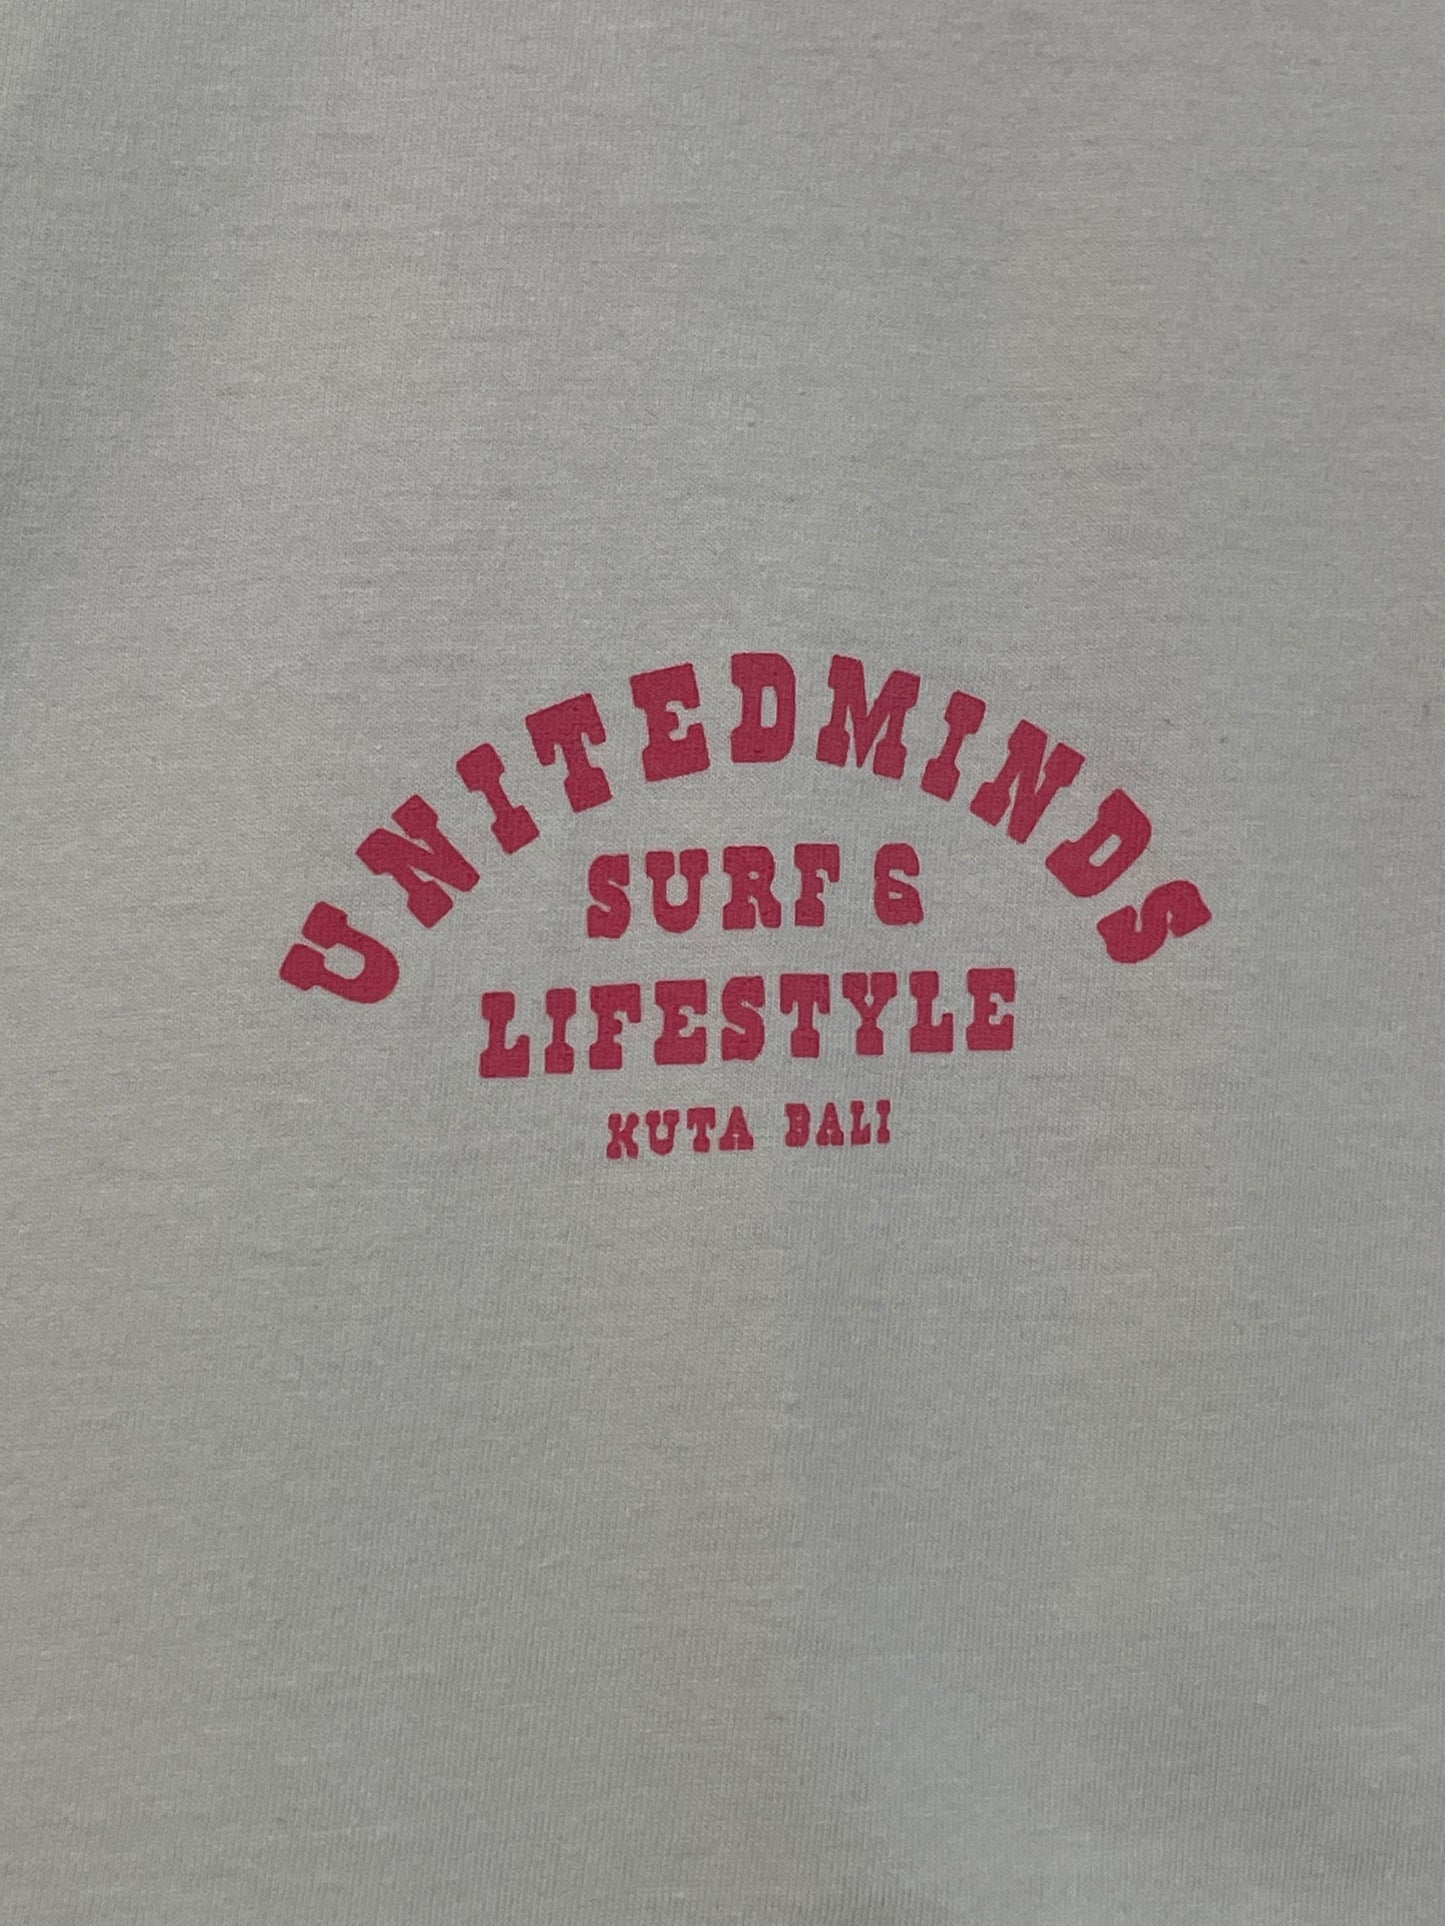 UNITEDMINDS
SURF &
LIFESTYLE
KUTA BALI